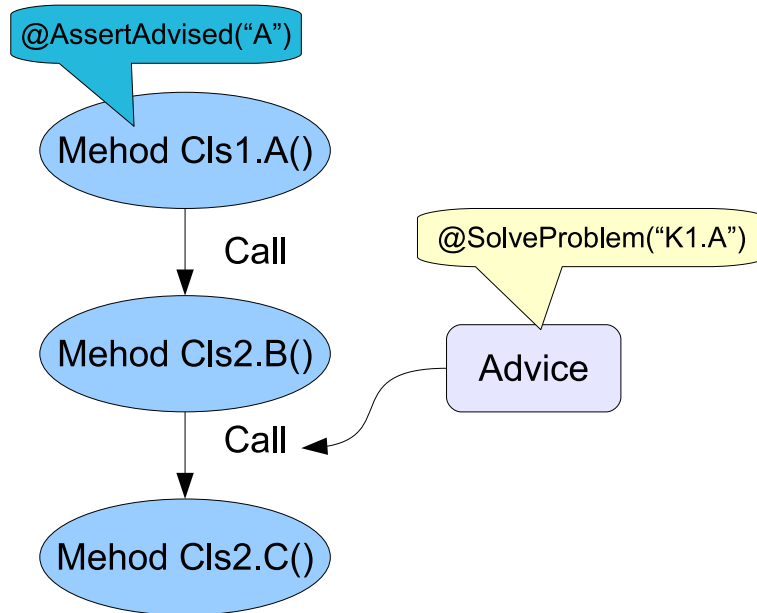 @AssertAdvised(“A”)
Mehod Cls1.A()
Call
@SolveProblem(“K1.A”)
Mehod Cls2.B()
Advice
Call
Mehod Cls2.C()